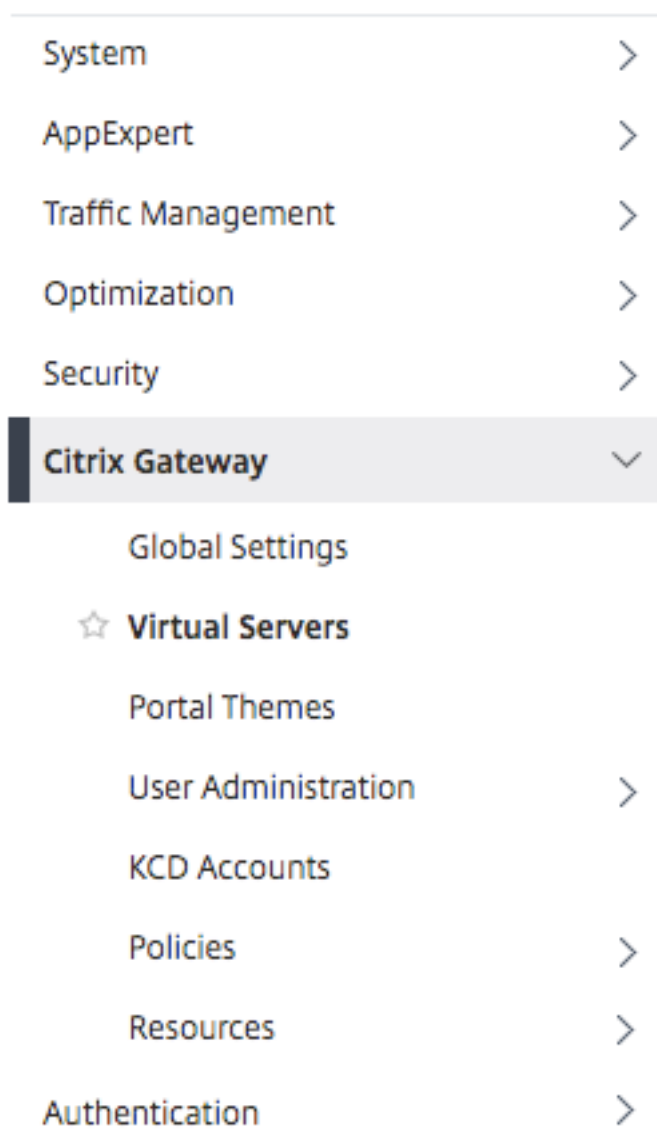 System
AppExpert
Traffic Management
Optimization
Security
Citrix Gateway
Global Settings
Virtual Servers
Portal Themes
User Administration
KCD Accounts
Policies
Resources
Authentication